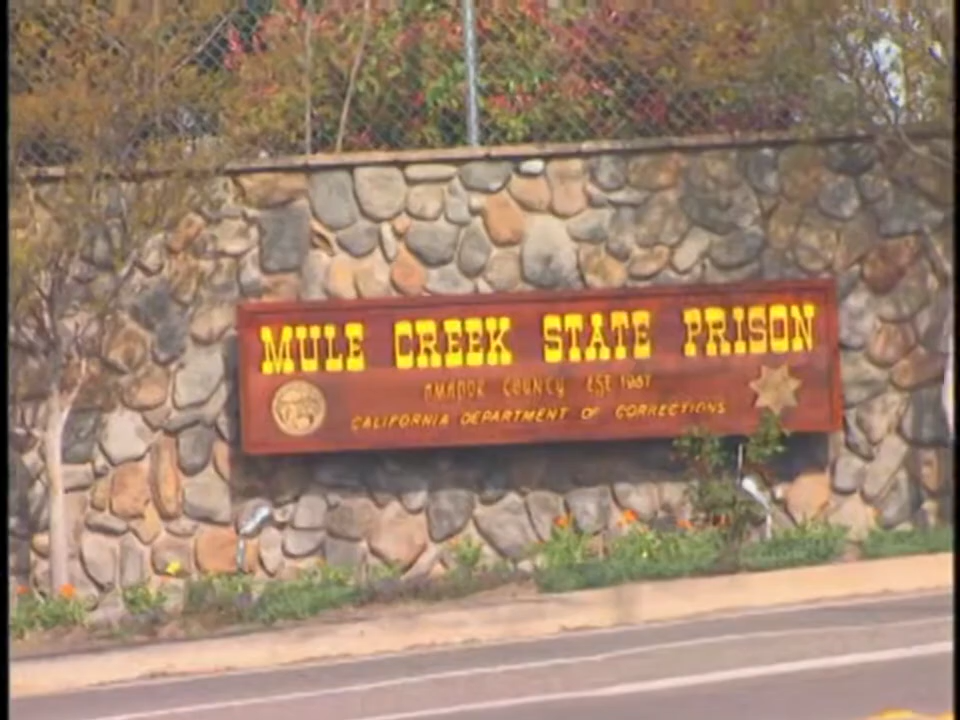 MULE CREEK STATE PRISON
AMADOR COUNTY EST 1987
CALIFORNIA DEPARTMENT OF CORRECTIONS